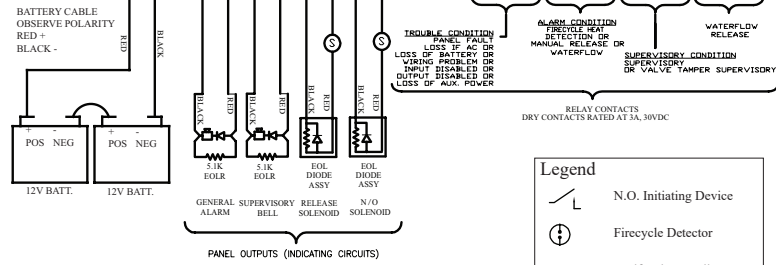 BATTERY CABLE
OBSERVE POLARITY
RED +
BLACK -
RED
BLACK
+ -
POS NEG
12V BATT.
+ -
POS NEG
12V BATT.
BLACK
RED
5.1K
EOLR
GENERAL
ALARM
BLACK
RED
5.1K
EOLR
SUPERVISORY
BELL
S
BLACK
RED
EOL
DIODE
ASSY
RELEASE
SOLENOID
S
BLACK
RED
EOL
DIODE
ASSY
N/O
SOLENOID
PANEL OUTPUTS (INDICATING CIRCUITS)
TROUBLE CONDITION
PANEL FAULT
LOSS IF AC OR
LOSS OF BATTERY OR
WIRING PROBLEM OR
INPUT DISABLED OR
OUTPUT DISABLED OR
LOSS OF AUX. POWER
ALARM CONDITION
FIRECYCLE HEAT
DETECTION OR
MANUAL RELEASE OR
WATERFLOW
SUPERVISORY CONDITION
SUPERVISORY
OR VALVE TAMPER SUPERVISORY
WATERFLOW
RELEASE
RELAY CONTACTS
DRY CONTACTS RATED AT 3A, 30VDC
Legend
N.O. Initiating Device
Firecycle Detector